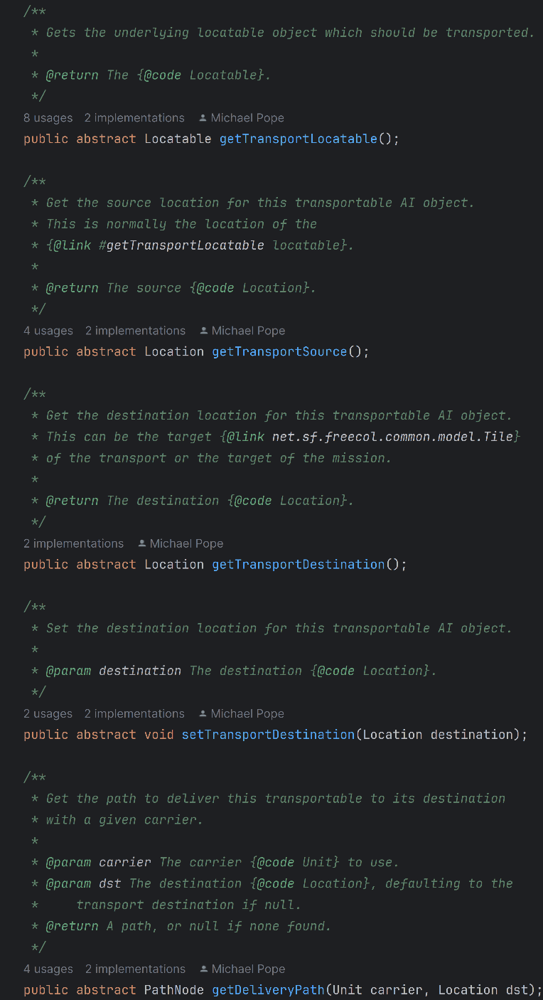 /**
* Gets the underlying locatable object which should be transported.
*
* @return The {@code Locatable}.
*/
8 usages 2 implementations Michael Pope
public abstract Locatable getTransportLocatable();
/**
* Get the source location for this transportable AI object.
* This is normally the location of the
* {@link #getTransportLocatable locatable}.
*
* @return The source {@code Location}.
*/
4 usages 2 implementations Michael Pope
public abstract Location getTransportSource();
/**
* Get the destination location for this transportable AI object.
* This can be the target {@link net.sf.freecol.common.model.Tile}
* of the transport or the target of the mission.
*
* @return The destination {@code Location}.
*/
2 implementations Michael Pope
public abstract Location getTransportDestination();
/**
* Set the destination location for this transportable AI object.
*
* @param destination The destination {@code Location}.
*/
2 usages 2 implementations Michael Pope
public abstract void setTransportDestination(Location destination);
/**
* Get the path to deliver this transportable to its destination
* with a given carrier.
*
* @param carrier The carrier {@code Unit} to use.
* @param dst The destination {@code Location}, defaulting to the
* transport destination if null.
* @return A path, or null if none found.
*/
4 usages 2 implementations Michael Pope
public abstract PathNode getDeliveryPath(Unit carrier, Location dst);